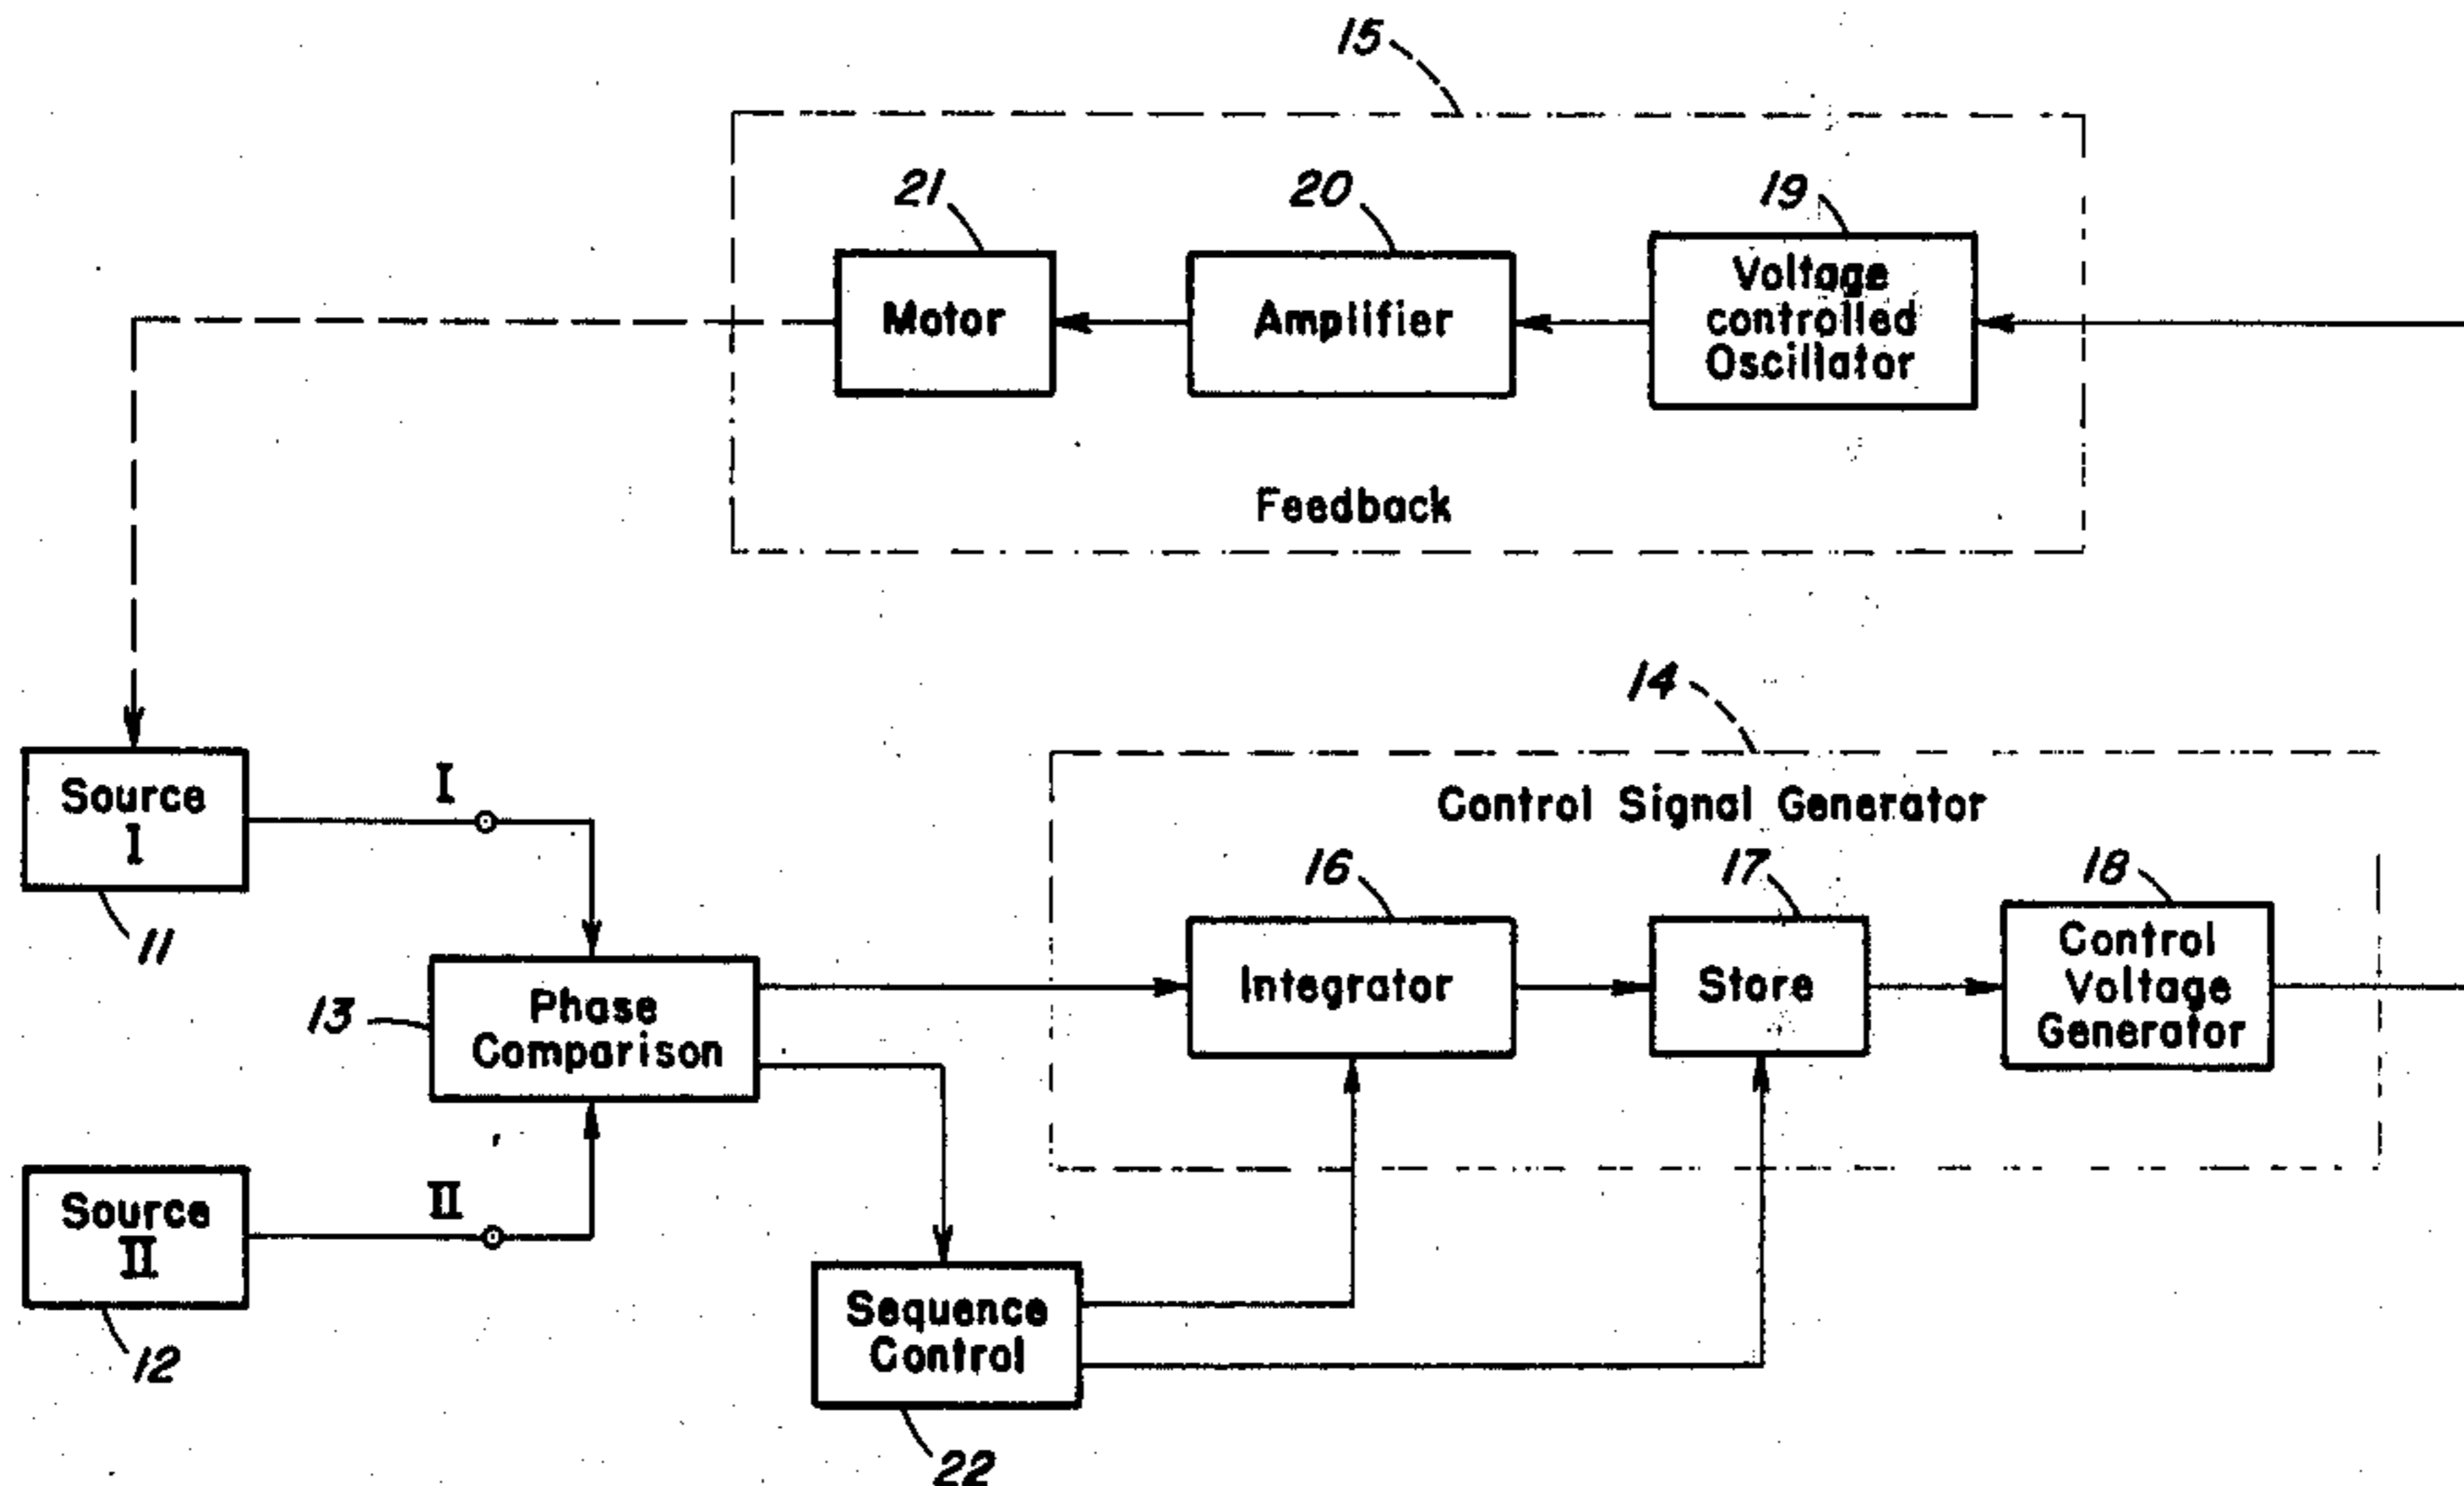 15
21
20
19
Motor
Amplifier
Voltage
controlled
Oscillator
Feedback
14
Source
I
I
Control Signal Generator
16
17
18
11
Integrator
Store
Control
Voltage
Generator
13
Phase
Comparison
Source
II
II
12
Sequence
Control
22